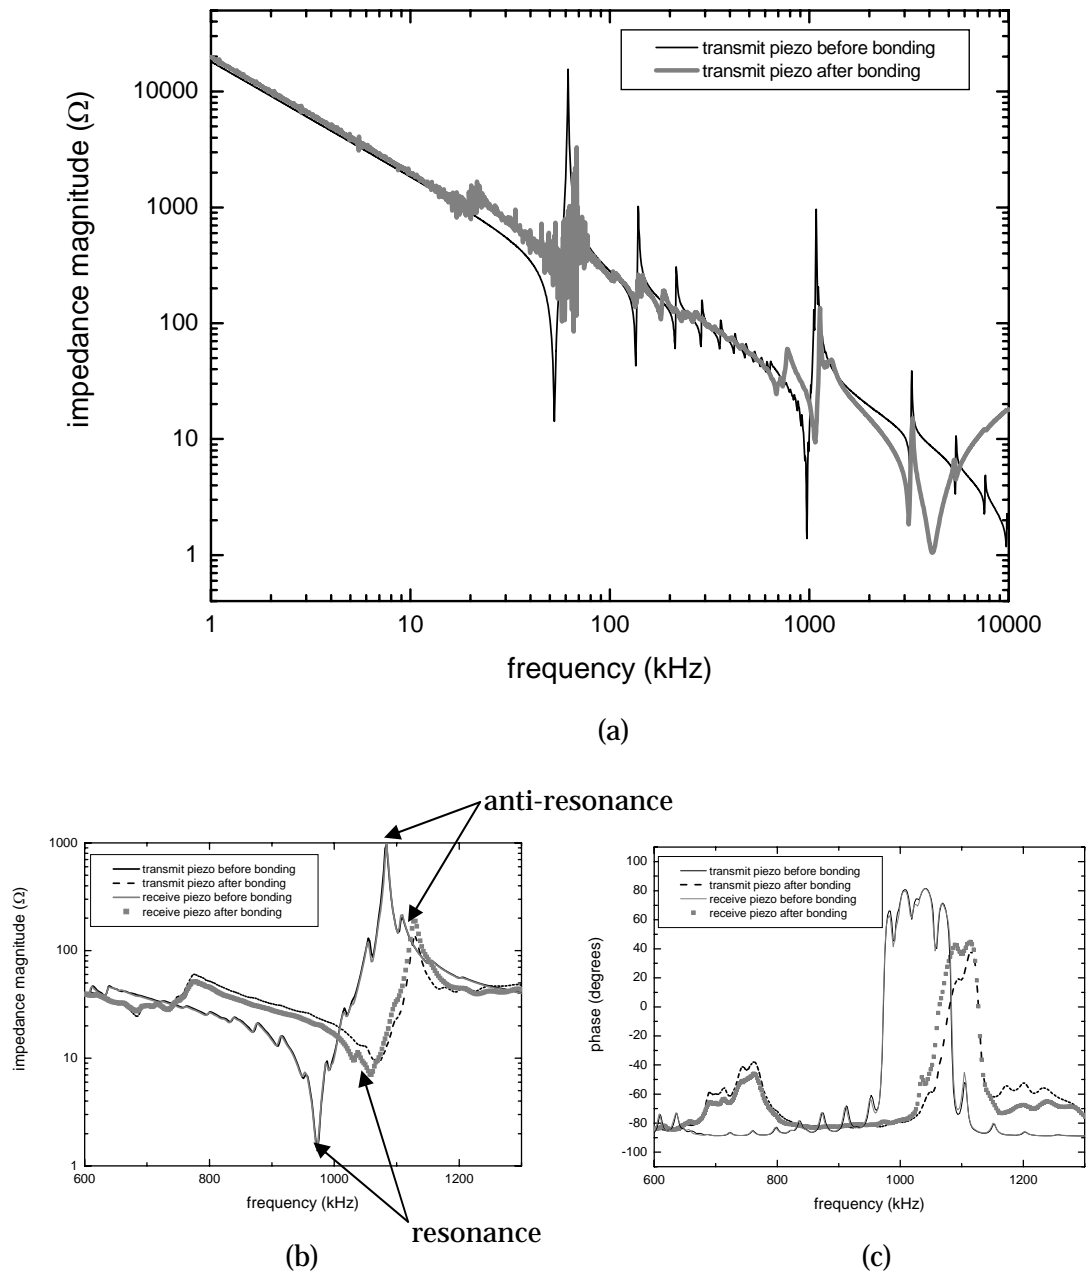 transmit piezo before bonding
transmit piezo after bonding
impedance magnitude (Ω)
10000
1000
100
10
1
1 10 100 1000 10000
frequency (kHz)
(a)
anti-resonance
transmit piezo before bonding
transmit piezo after bonding
receive piezo before bonding
receive piezo after bonding
impedance magnitude (Ω)
1000
100
10
1
600 800 1000 1200
frequency (kHz)
resonance
(b)
transmit piezo before bonding
transmit piezo after bonding
receive piezo before bonding
receive piezo after bonding
phase (degrees)
100
80
60
40
20
0
-20
-40
-60
-80
-100
600 800 1000 1200
frequency (kHz)
(c)